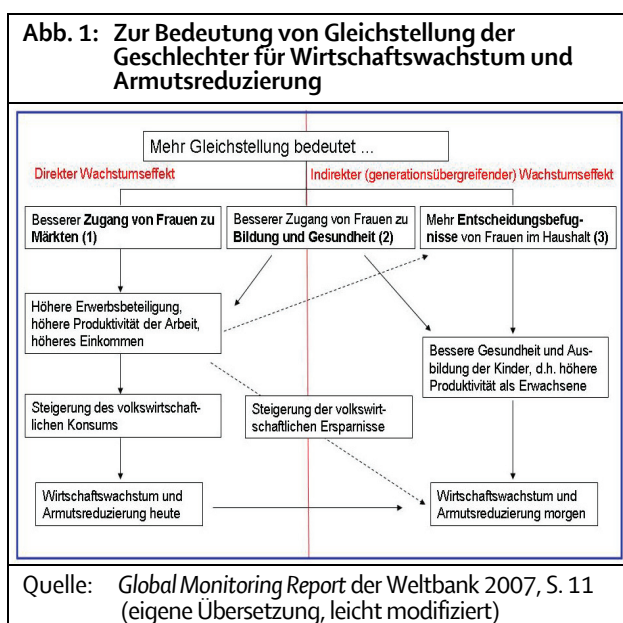 Abb. 1: Zur Bedeutung von Gleichstellung der
Geschlechter für Wirtschaftswachstum und
Armutsreduzierung
Mehr Gleichstellung bedeutet ...
Direkter Wachstumseffekt
Indirekter (generationsübergreifender) Wachstumseffekt
Besserer Zugang von Frauen zu
Märkten (1)
Besserer Zugang von Frauen zu
Bildung und Gesundheit (2)
Mehr Entscheidungsbefug-
nisse von Frauen im Haushalt (3)
Höhere Erwerbsbeteiligung,
höhere Produktivität der Arbeit,
höheres Einkommen
Bessere Gesundheit und Aus-
bildung der Kinder, d.h. höhere
Produktivität als Erwachsene
Steigerung des volkswirtschaft-
lichen Konsums
Steigerung der volkswirt-
schaftlichen Ersparnisse
Wirtschaftswachstum und
Armutsreduzierung heute
Wirtschaftswachstum und
Armutsreduzierung morgen
Quelle: Global Monitoring Report der Weltbank 2007, S. 11
(eigene Übersetzung, leicht modifiziert)